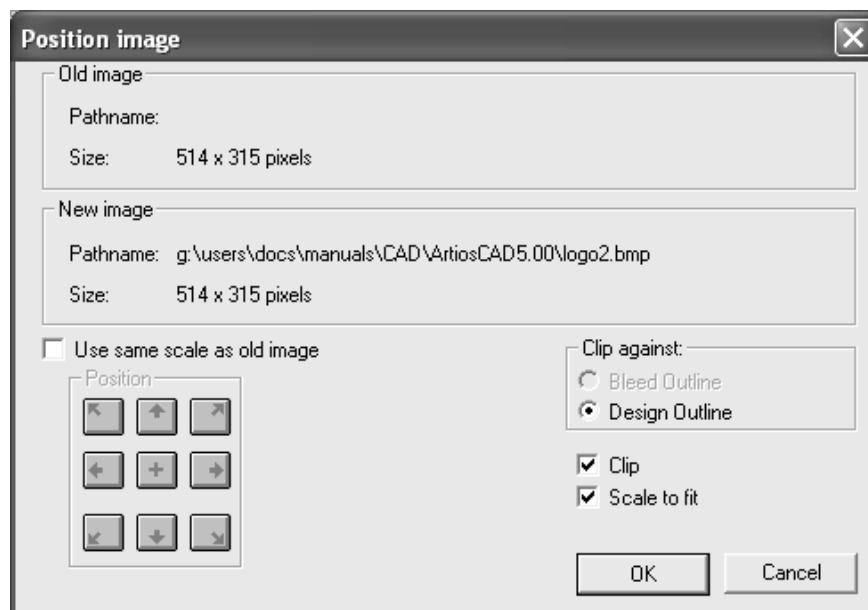 Position image
Old image
Pathname:
Size: 514 x 315 pixels
New image
Pathname: g:\users\docs\manuals\CAD\ArtiosCAD5.00\logo2.bmp
Size: 514 x 315 pixels
Use same scale as old image
Position
Clip against:
Bleed Outline
Design Outline
Clip
Scale to fit
OK Cancel